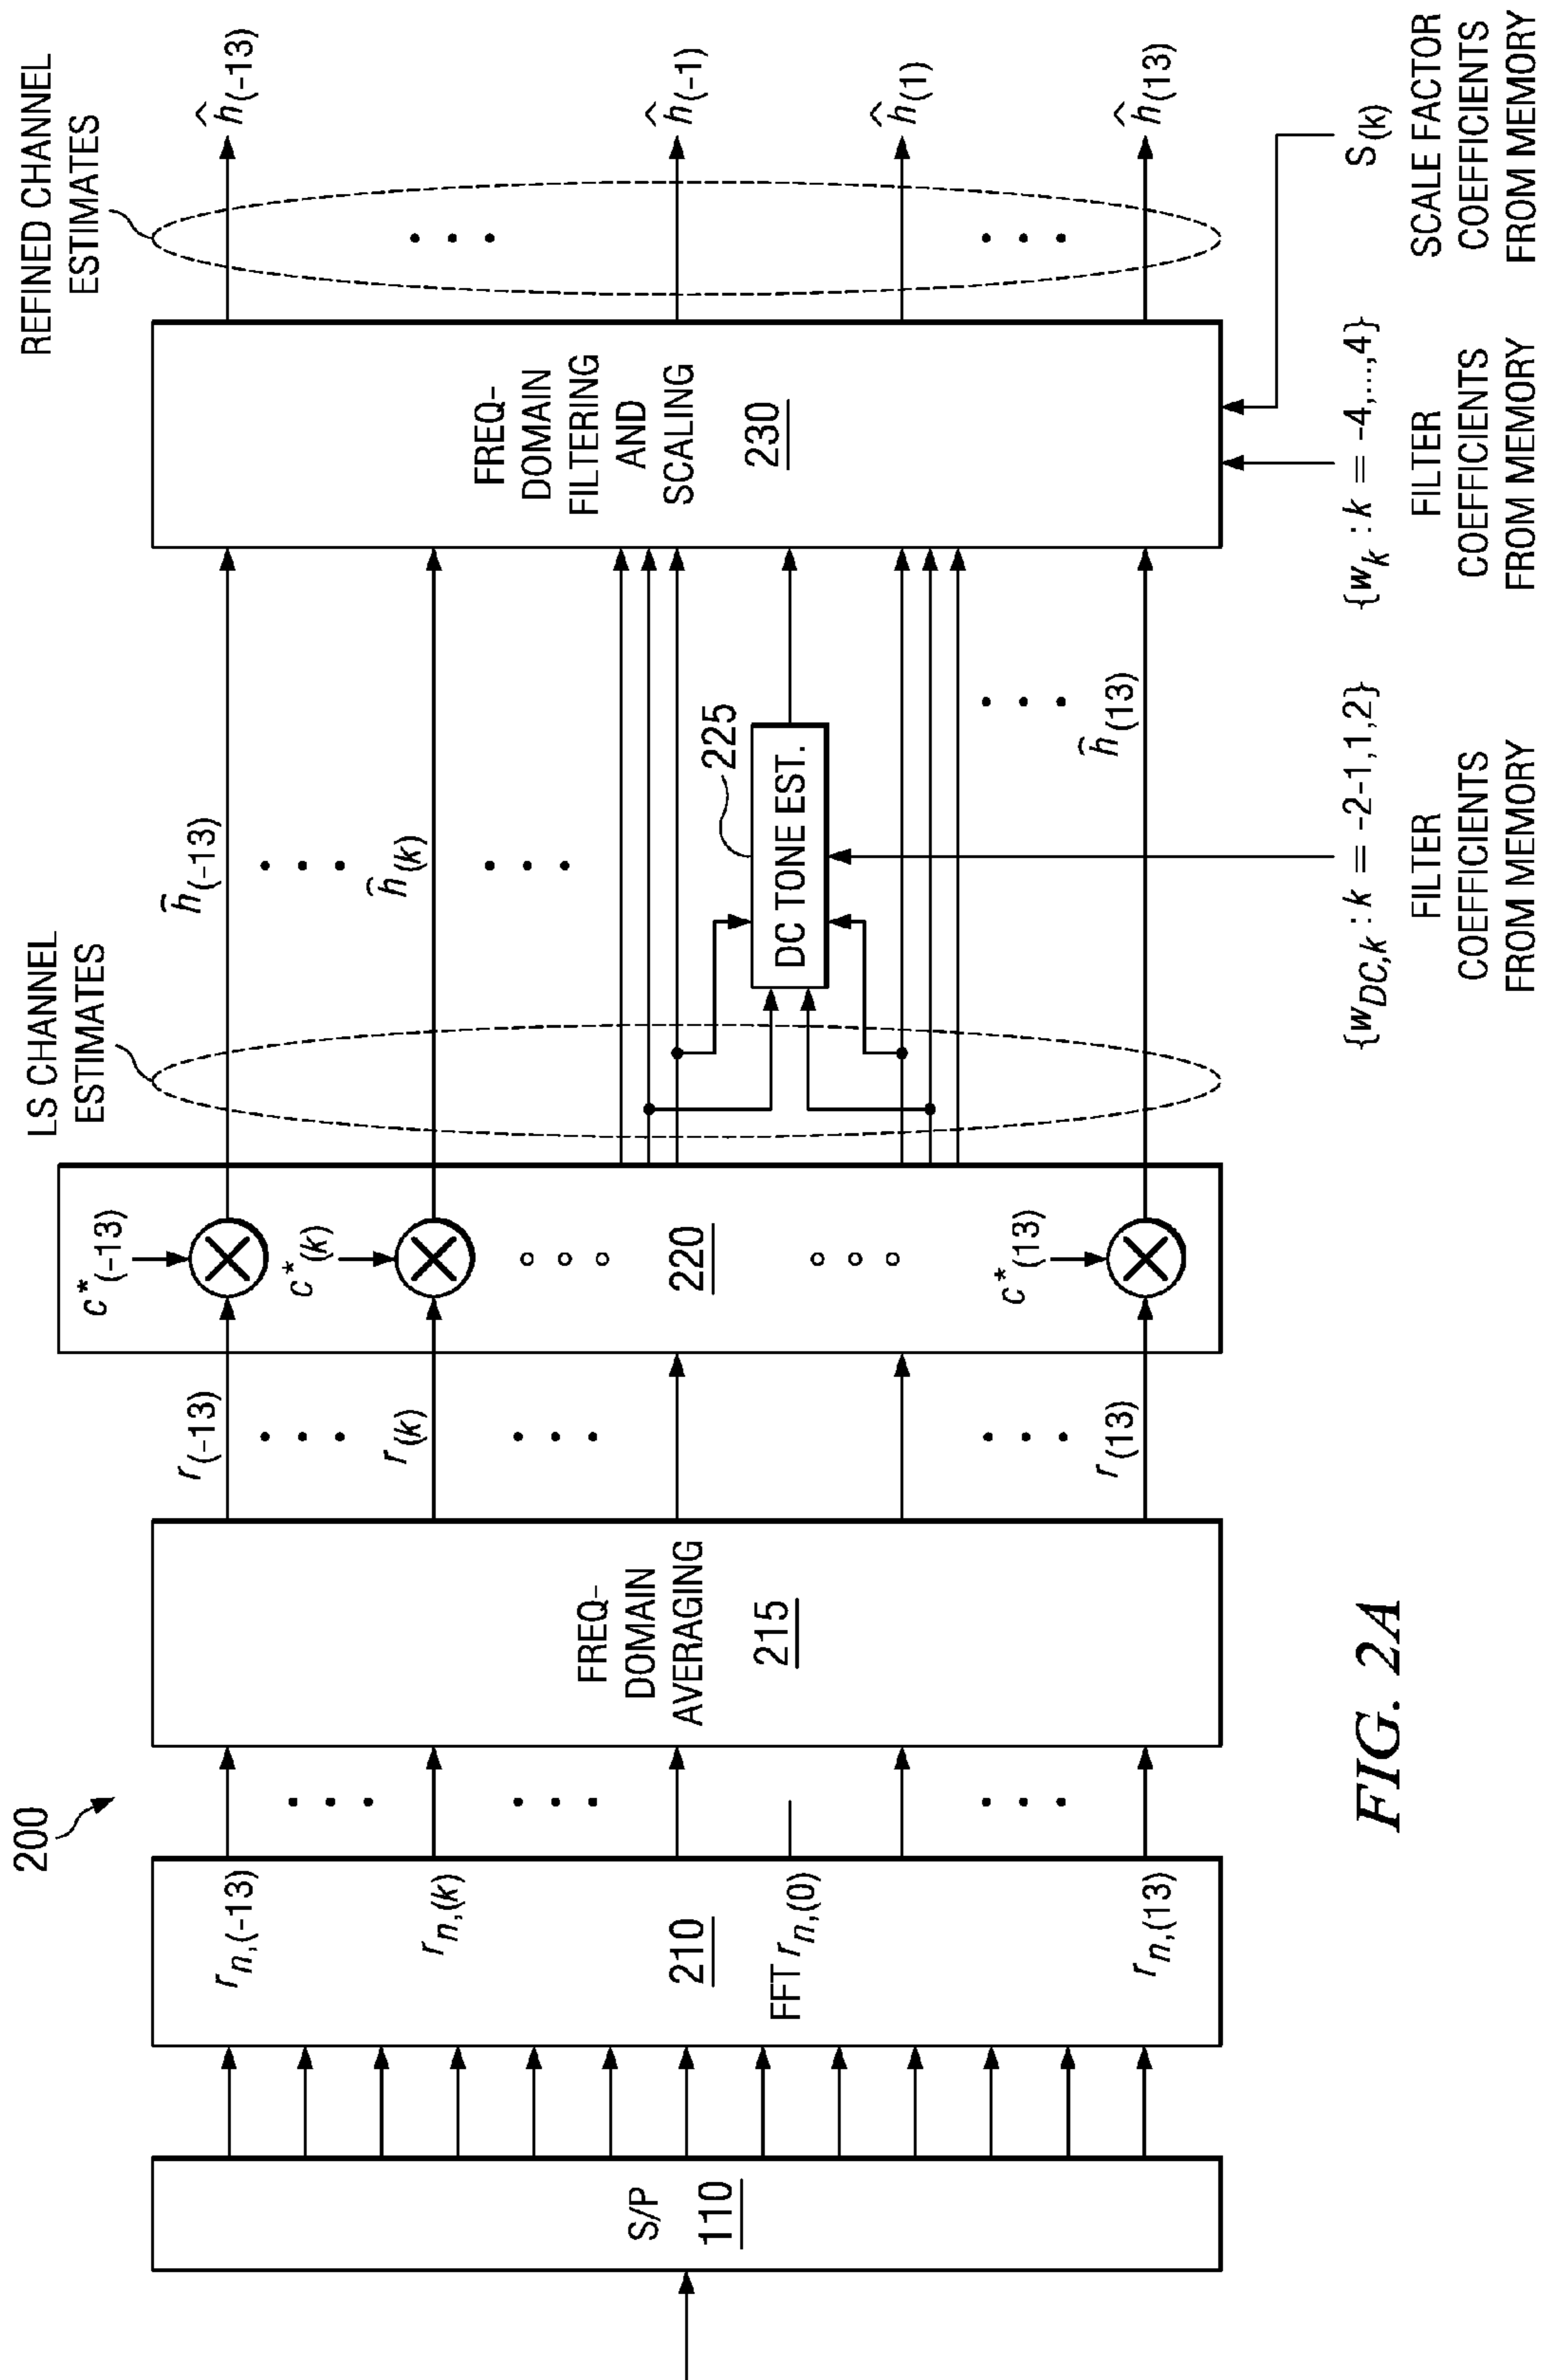 200
S/P
110
r_{n,(-13)}
r_{n,(k)}
210
FFT r_{n,(0)}
r_{n,(13)}
FREQ-
DOMAIN
AVERAGING
215
r_{(-13)}
r_{(k)}
r_{(13)}
c*_{(-13)}
c*_{(k)}
220
c*_{(13)}
LS CHANNEL
ESTIMATES
ĥ_{(-13)}
ĥ_{(k)}
225
DC TONE EST.
ĥ_{(13)}
FREQ-
DOMAIN
FILTERING
AND
SCALING
230
REFINED CHANNEL
ESTIMATES
ĥ_{(-13)}
ĥ_{(-1)}
ĥ_{(1)}
ĥ_{(13)}
{w_{DC,k} : k = -2-1,1,2}
FILTER
COEFFICIENTS
FROM MEMORY
{w_k : k = -4,...,4}
FILTER
COEFFICIENTS
FROM MEMORY
S_{(k)}
SCALE FACTOR
COEFFICIENTS
FROM MEMORY
FIG. 2A